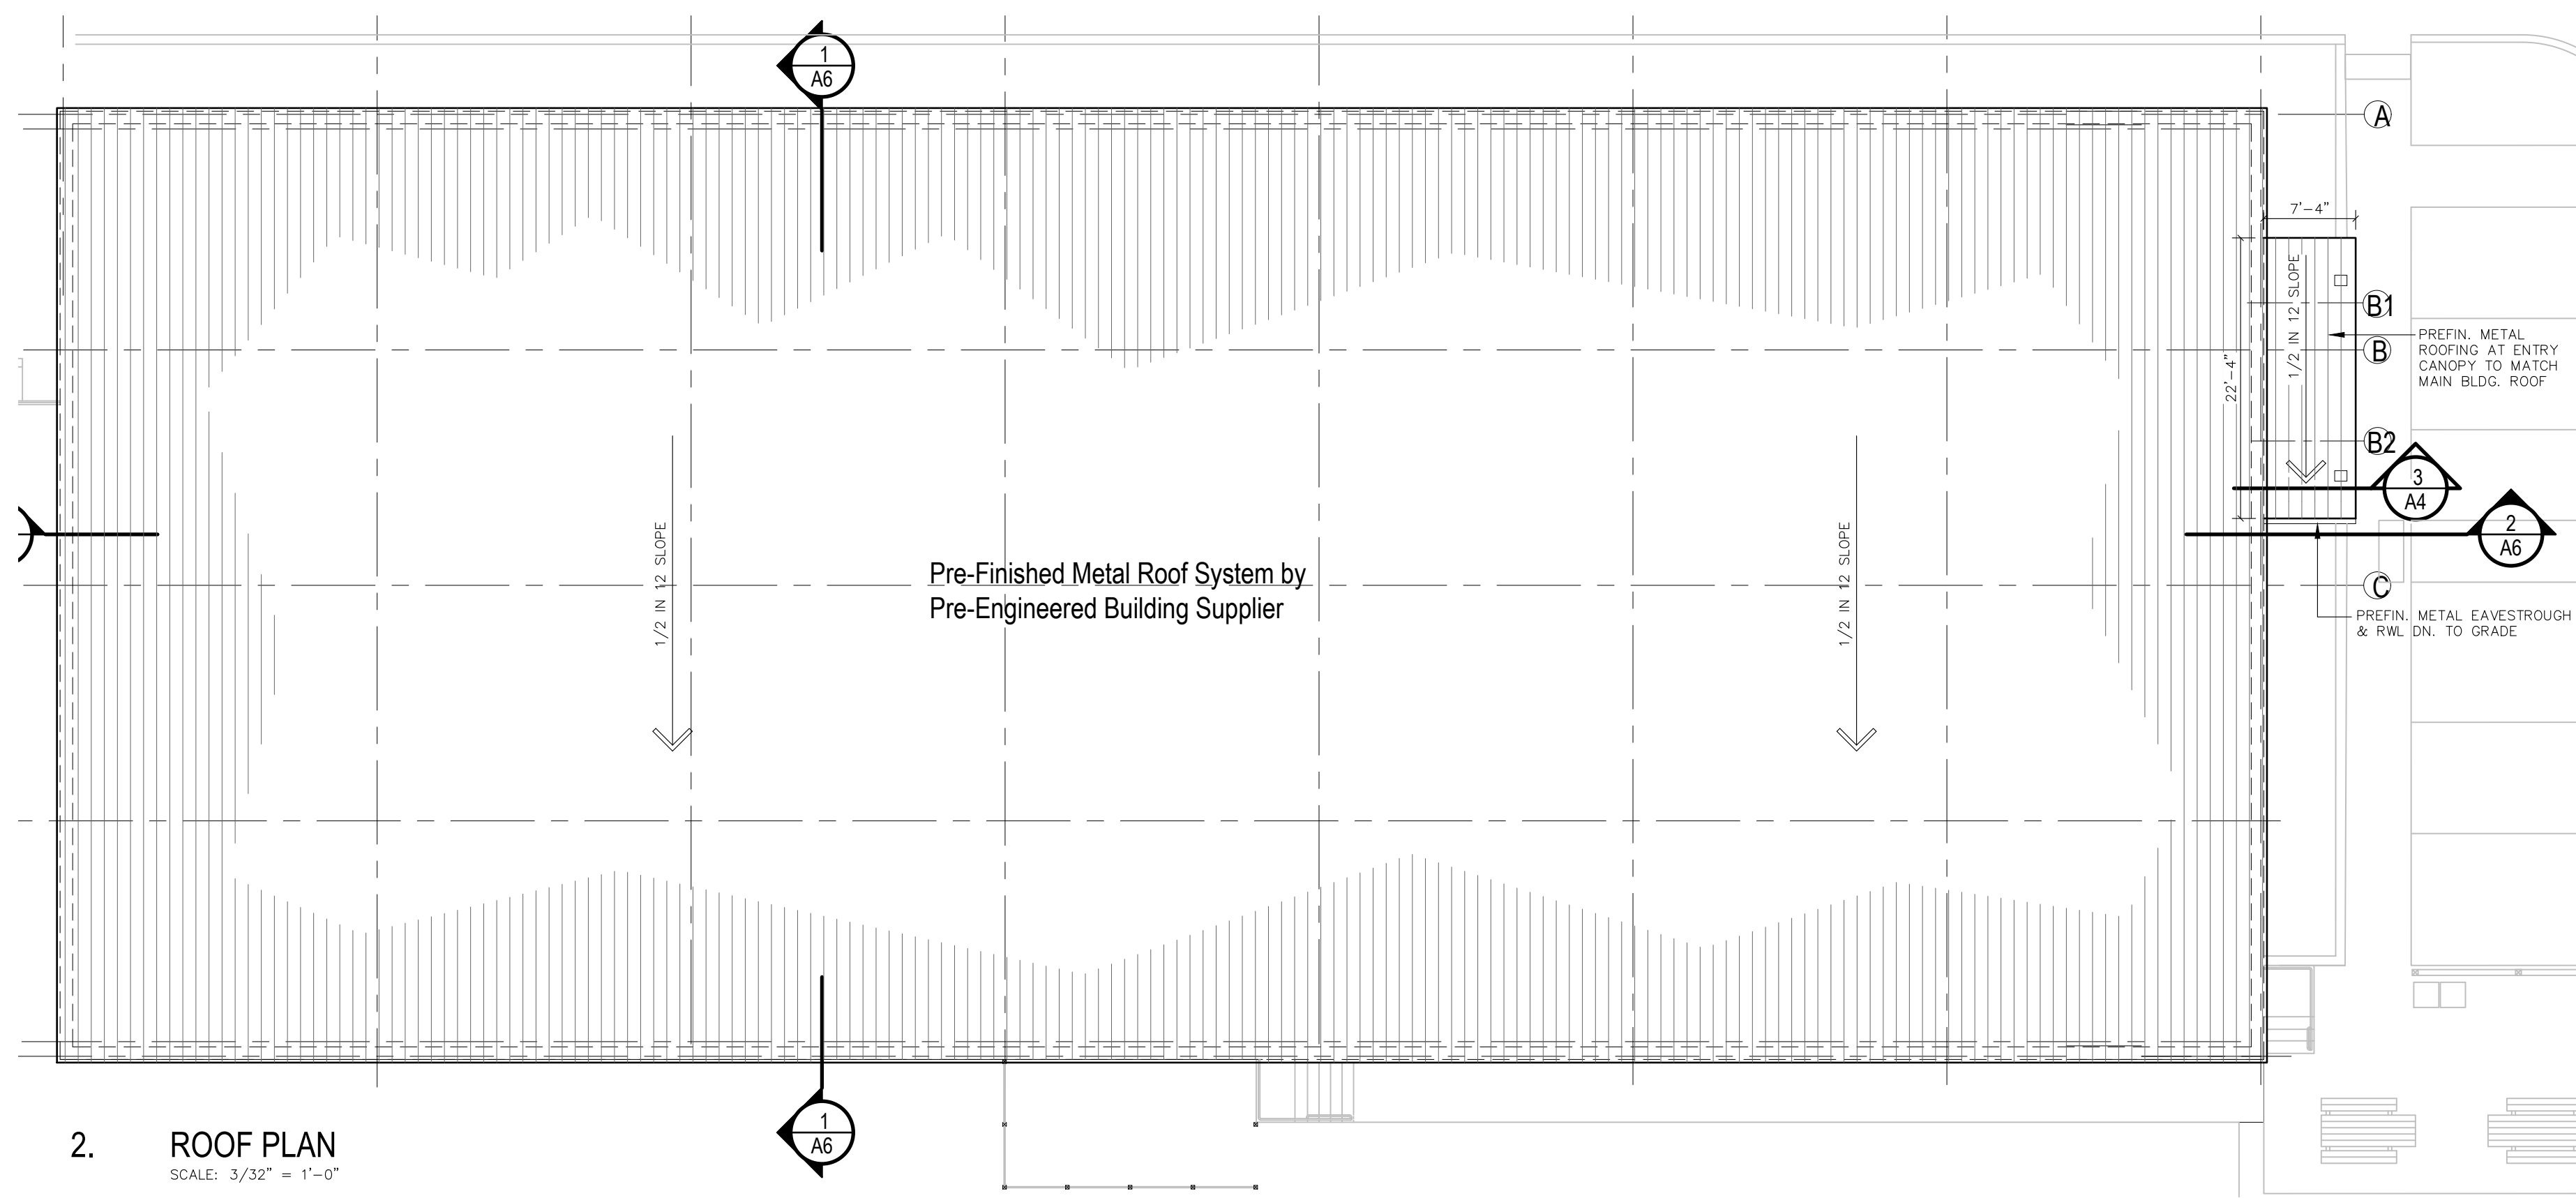 1
A6
A
7'-4"
1/2 IN 12 SLOPE
B1
PREFIN. METAL
ROOFING AT ENTRY
CANOPY TO MATCH
MAIN BLDG. ROOF
B
22'-4"
B2
3
A4
2
A6
1/2 IN 12 SLOPE
1/2 IN 12 SLOPE
Pre-Finished Metal Roof System by
Pre-Engineered Building Supplier
C
PREFIN. METAL EAVESTROUGH
& RWL DN. TO GRADE
1
A6
2. ROOF PLAN
SCALE: 3/32" = 1'-0"